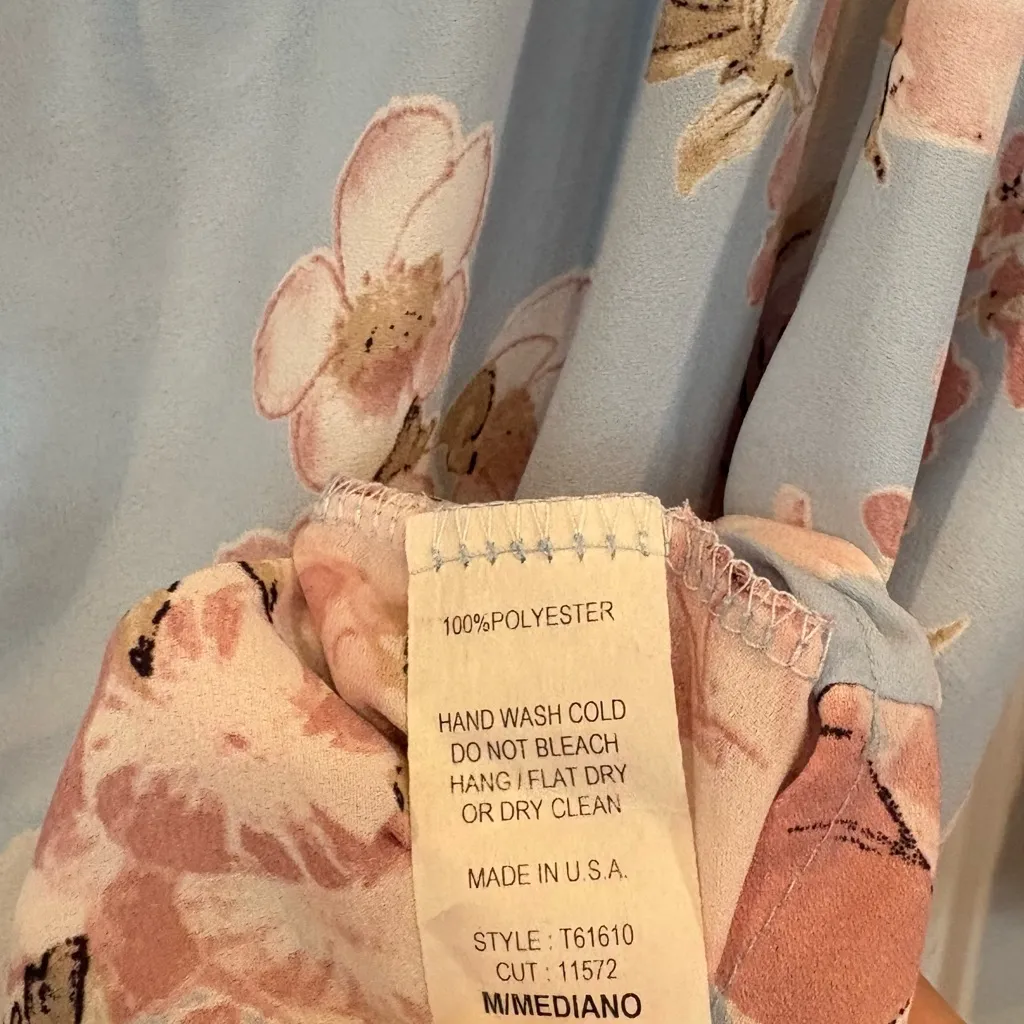 100%POLYESTER
HAND WASH COLD
DO NOT BLEACH
HANG / FLAT DRY
OR DRY CLEAN
MADE IN U.S.A.
STYLE : T61610
CUT : 11572
M/MEDIANO